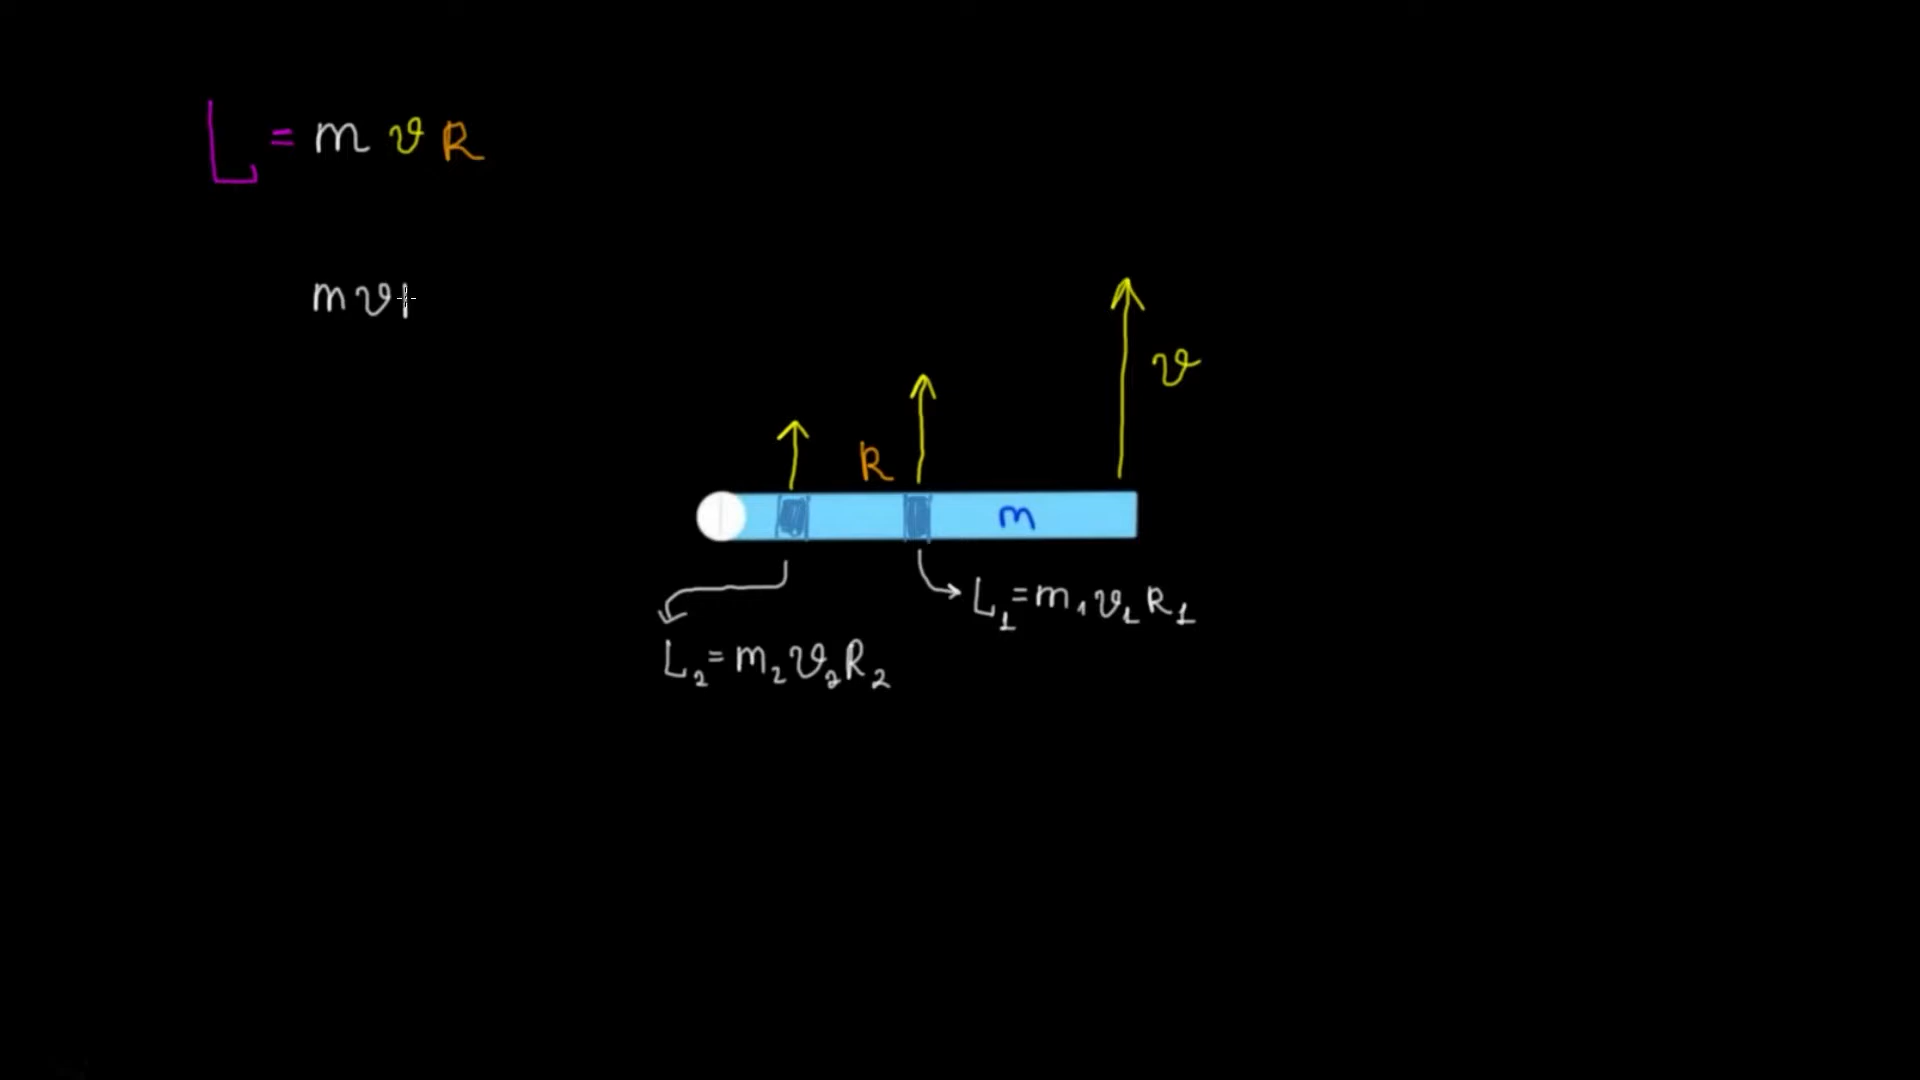 L = m v R
m v
v
R
m
L₁ = m₁ v₁ R₁
L₂ = m₂ v₂ R₂